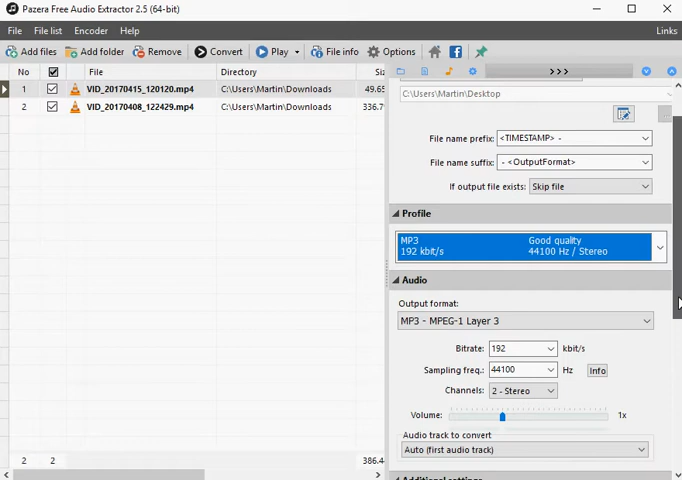 Pazera Free Audio Extractor 2.5 (64-bit)
File File list Encoder Help Links
Add files Add folder Remove Convert Play File info Options
No File Directory
1 VID_20170415_120120.mp4 C:\Users\Martin\Downloads 49.65
2 VID_20170408_122429.mp4 C:\Users\Martin\Downloads 336.7
>>>
C:\Users\Martin\Desktop
File name prefix: <TIMESTAMP> -
File name suffix: - <OutputFormat>
If output file exists: Skip file
Profile
MP3 Good quality
192 kbit/s 44100 Hz / Stereo
Audio
Output format:
MP3 - MPEG-1 Layer 3
Bitrate: 192 kbit/s
Sampling freq.: 44100 Hz Info
Channels: 2 - Stereo
Volume: 1x
Audio track to convert
Auto (first audio track)
Additional settings
2 2 386.4